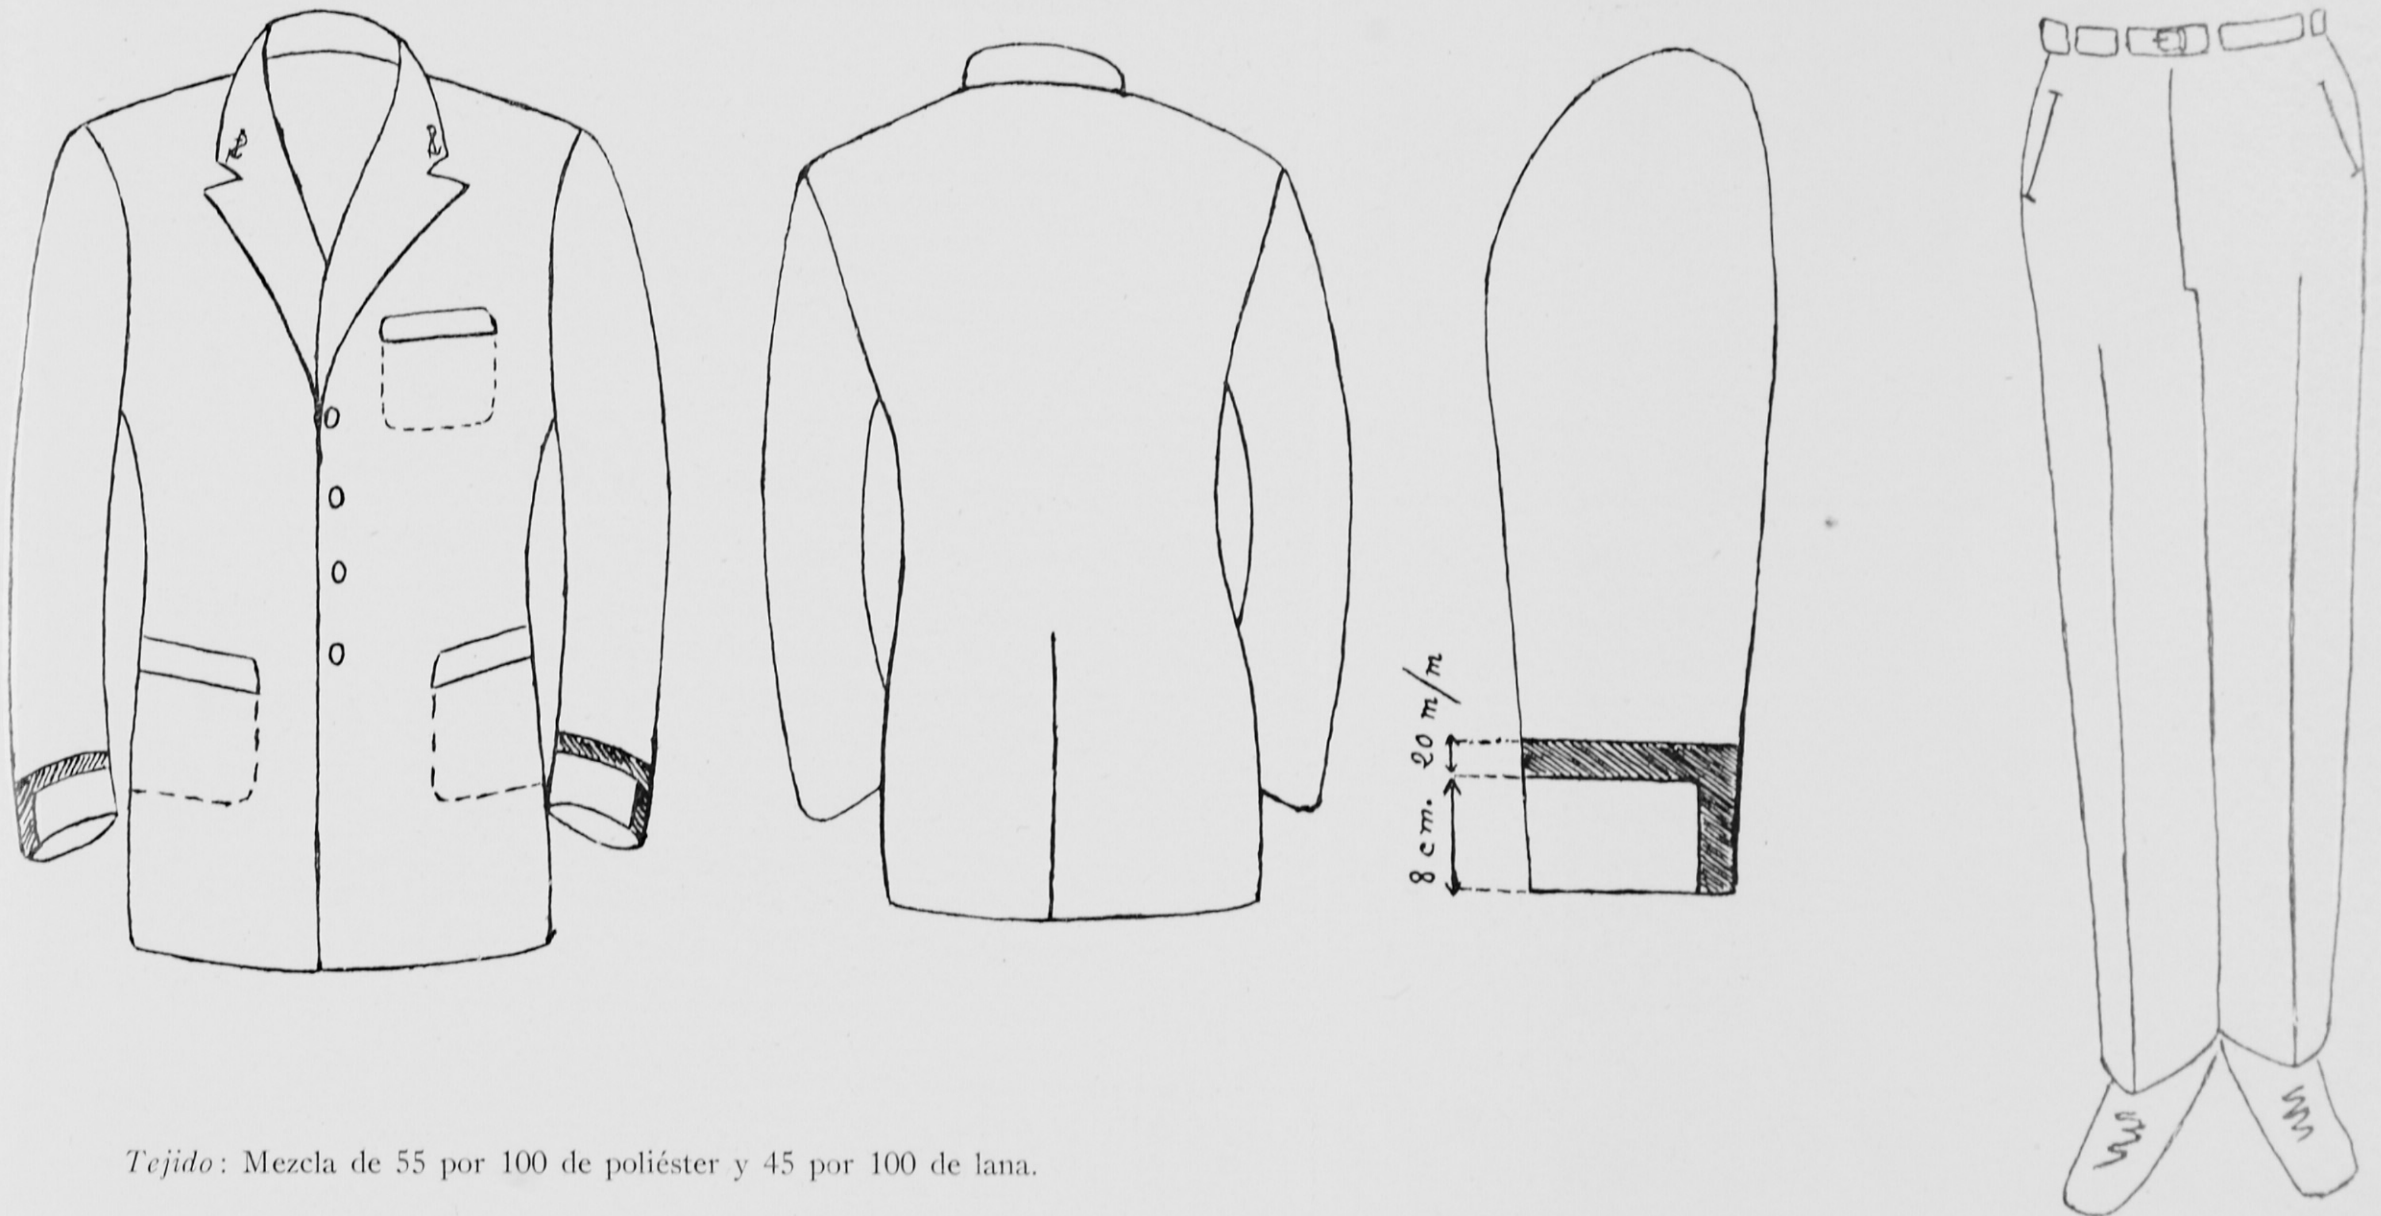 20 m/m
8 cm.
Tejido: Mezcla de 55 por 100 de poliéster y 45 por 100 de lana.